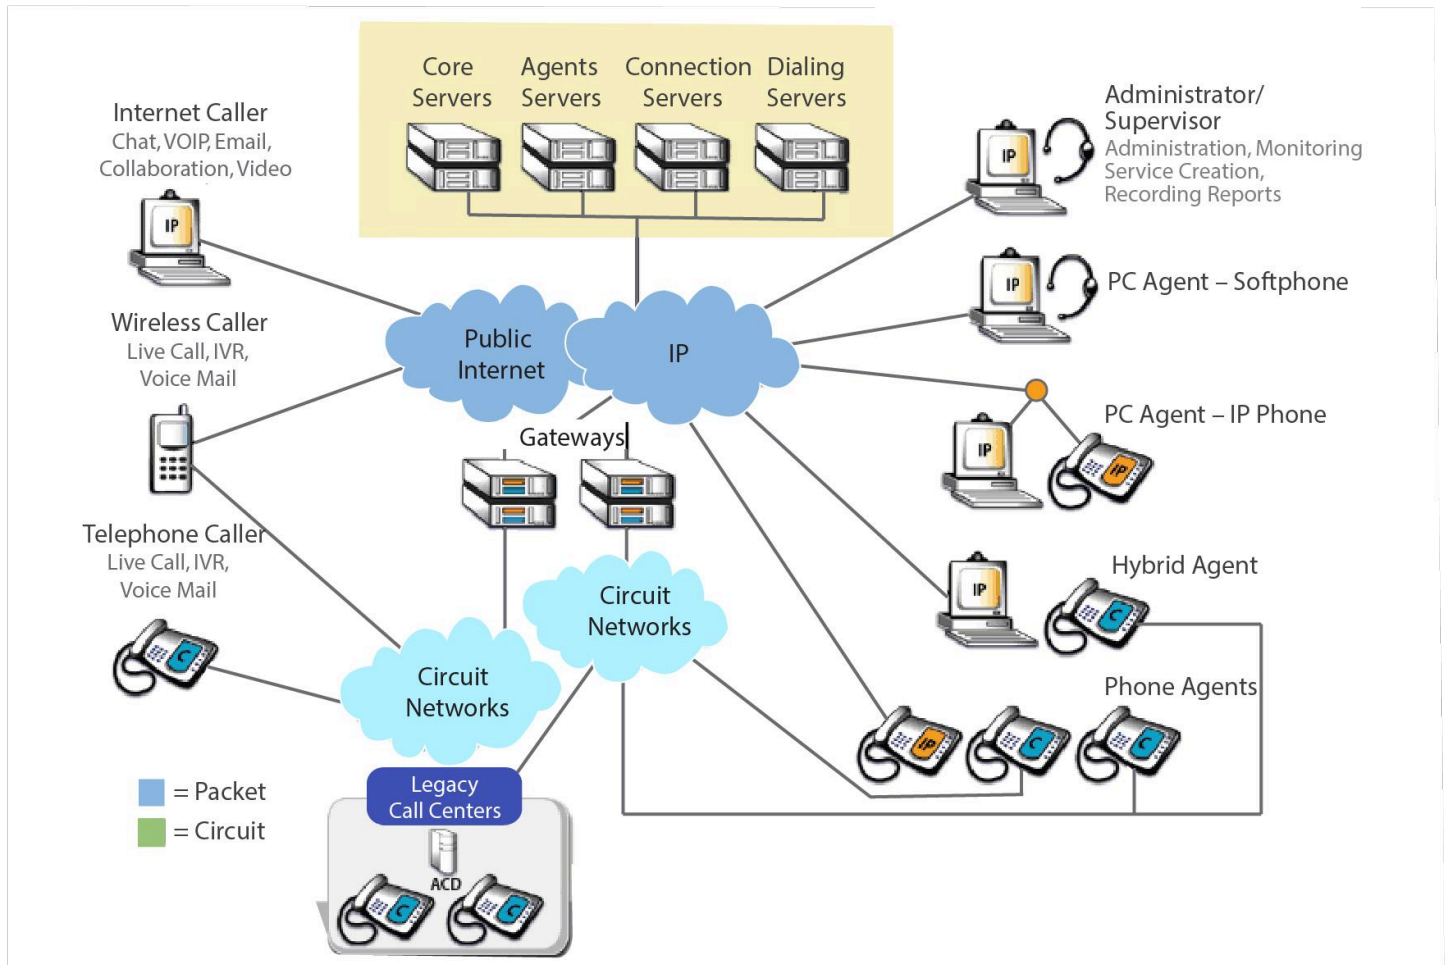 Core
Servers
Agents
Servers
Connection
Servers
Dialing
Servers
Internet Caller
Chat, VOIP, Email,
Collaboration, Video
IP
Wireless Caller
Live Call, IVR,
Voice Mail
Telephone Caller
Live Call, IVR,
Voice Mail
C
Public
Internet
IP
Gateways
Circuit
Networks
Circuit
Networks
Legacy
Call Centers
ACD
C
C
= Packet
= Circuit
Administrator/
Supervisor
Administration, Monitoring
Service Creation,
Recording Reports
IP
PC Agent – Softphone
IP
PC Agent – IP Phone
IP
IP
Hybrid Agent
IP
C
Phone Agents
IP
C
C